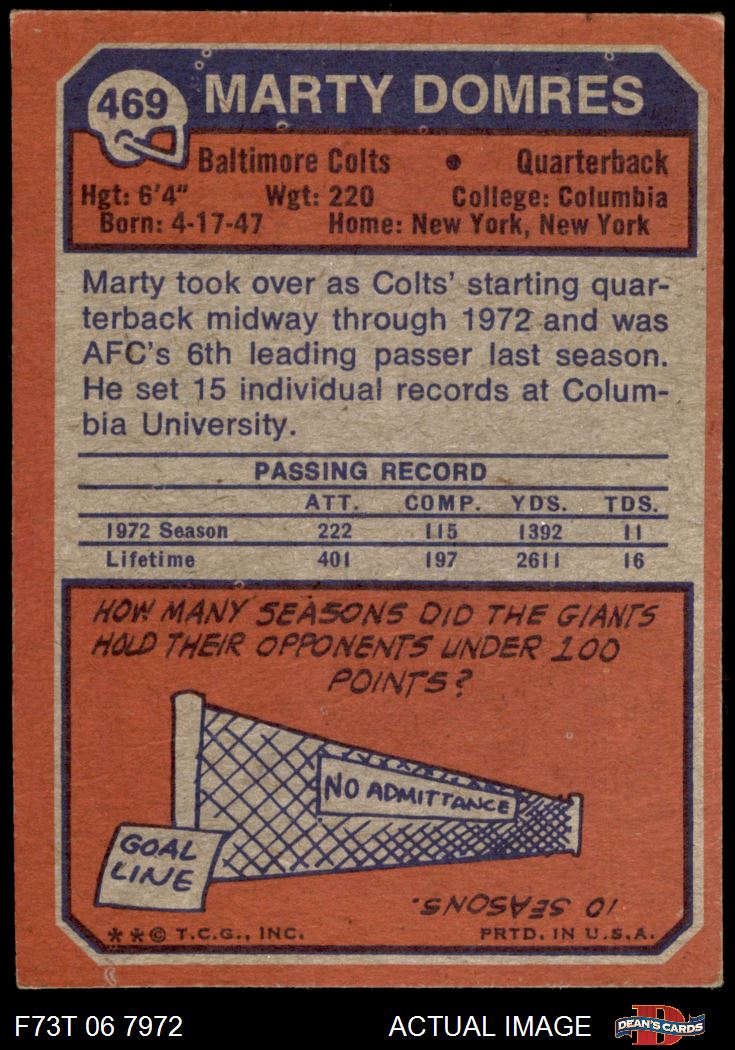 469
MARTY DOMRES
Baltimore Colts • Quarterback
Hgt: 6'4" Wgt: 220 College: Columbia
Born: 4-17-47 Home: New York, New York
Marty took over as Colts' starting quar-
terback midway through 1972 and was
AFC's 6th leading passer last season.
He set 15 individual records at Colum-
bia University.
PASSING RECORD
ATT. COMP. YDS. TDS.
1972 Season 222 115 1392 11
Lifetime 401 197 2611 16
HOW MANY SEASONS DID THE GIANTS
HOLD THEIR OPPONENTS UNDER 100
POINTS?
NO ADMITTANCE
GOAL
LINE
10 SEASONS.
**© T.C.G., INC. PRTD. IN U.S.A.
F73T 06 7972 ACTUAL IMAGE
D
DEAN'S CARDS